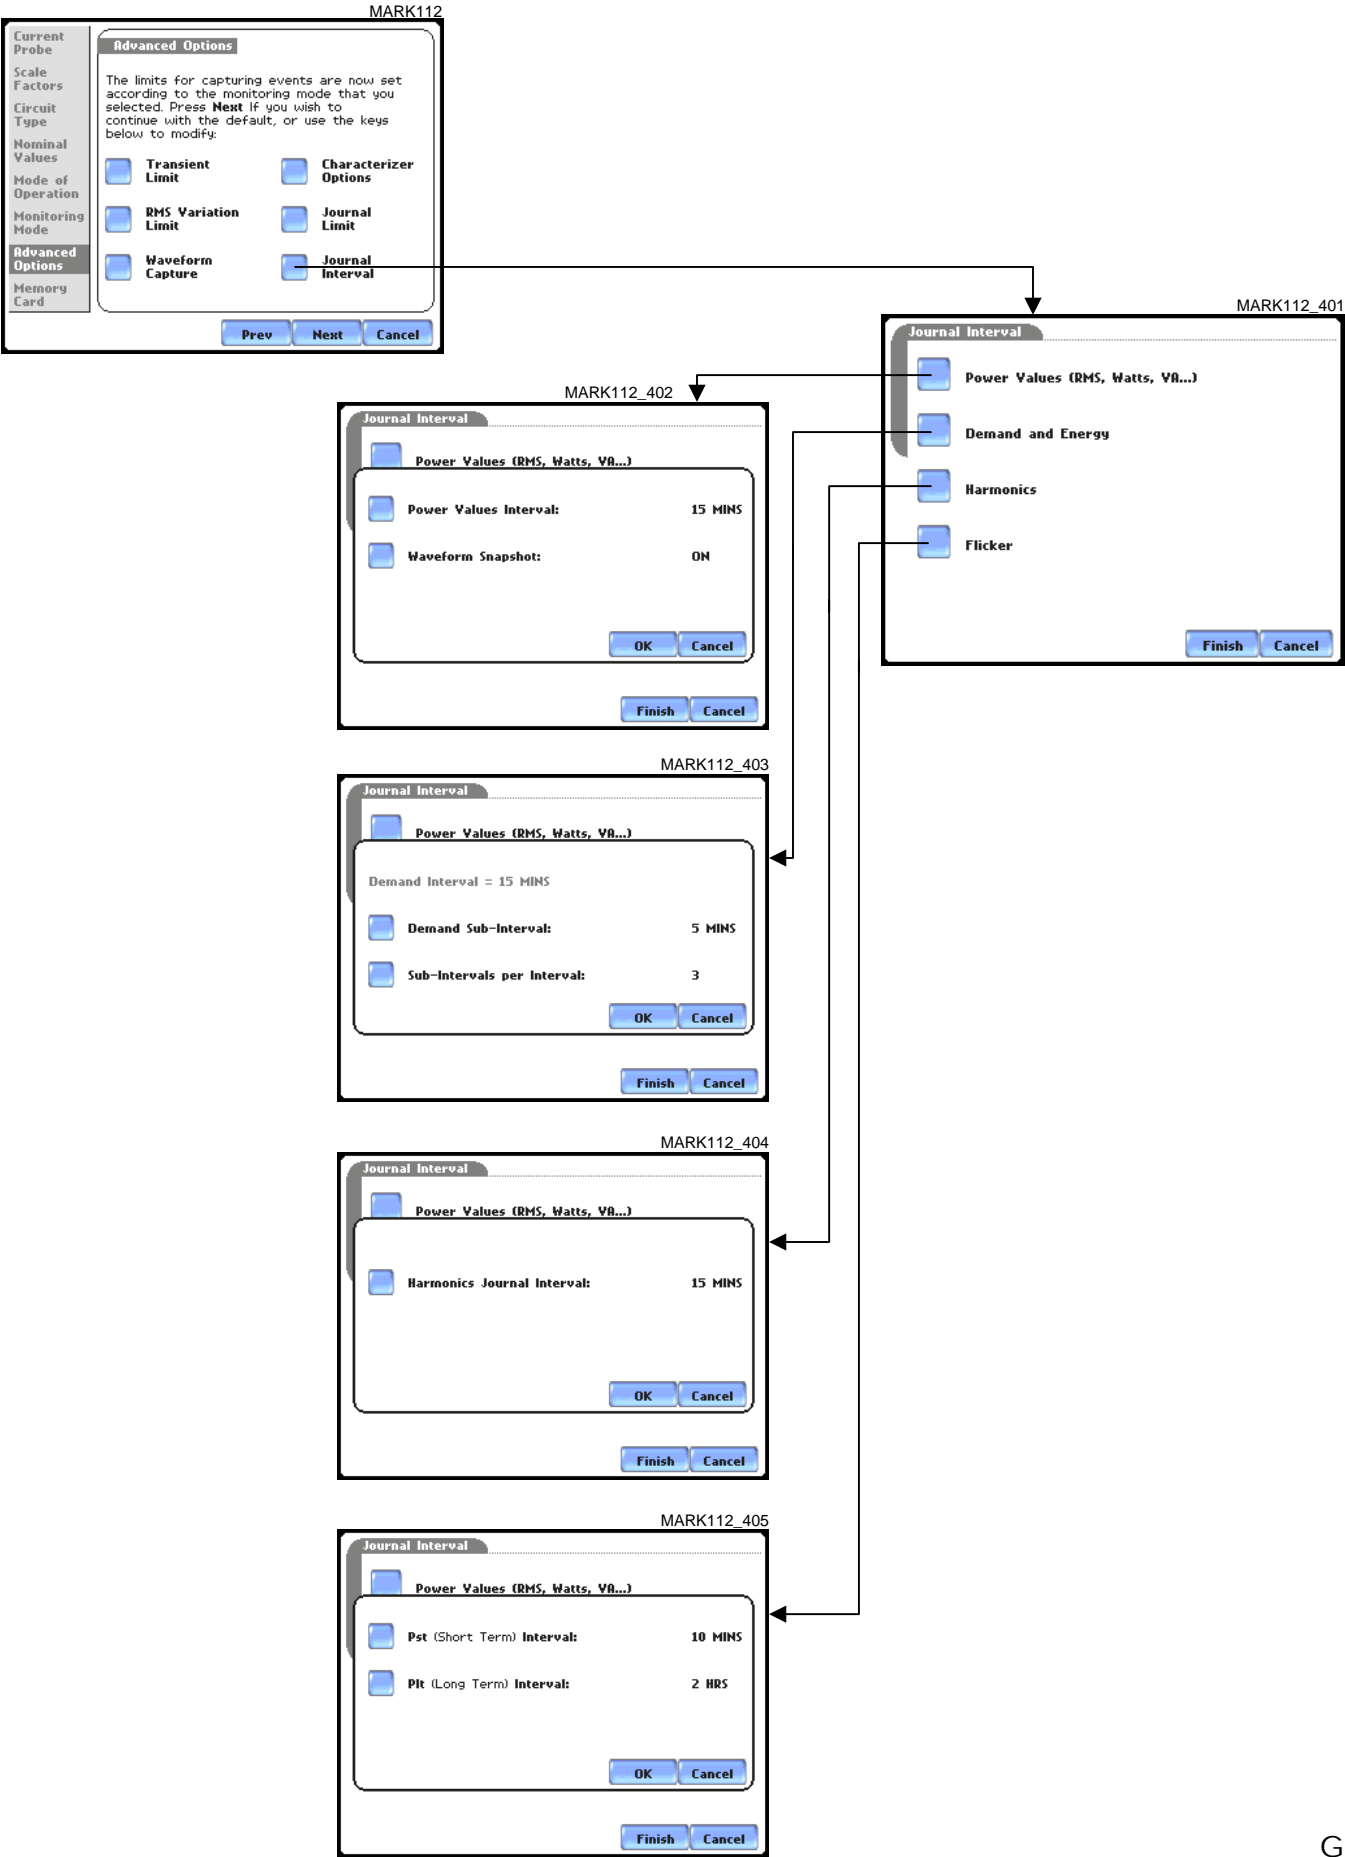 MARK112
Current
Probe
Scale
Factors
Circuit
Type
Nominal
Values
Mode of
Operation
Monitoring
Mode
Advanced
Options
Memory
Card
Advanced Options
The limits for capturing events are now set
according to the monitoring mode that you
selected. Press Next If you wish to
continue with the default, or use the keys
below to modify:
Transient
Limit
Characterizer
Options
RMS Variation
Limit
Journal
Limit
Waveform
Capture
Journal
Interval
Prev Next Cancel
MARK112_401
Journal Interval
Power Values (RMS, Watts, VA...)
Demand and Energy
Harmonics
Flicker
Finish Cancel
MARK112_402
Journal Interval
Power Values (RMS, Watts, VA...)
Power Values Interval: 15 MINS
Waveform Snapshot: ON
OK Cancel
Finish Cancel
MARK112_403
Journal Interval
Power Values (RMS, Watts, VA...)
Demand Interval = 15 MINS
Demand Sub-Interval: 5 MINS
Sub-Intervals per Interval: 3
OK Cancel
Finish Cancel
MARK112_404
Journal Interval
Power Values (RMS, Watts, VA...)
Harmonics Journal Interval: 15 MINS
OK Cancel
Finish Cancel
MARK112_405
Journal Interval
Power Values (RMS, Watts, VA...)
Pst (Short Term) Interval: 10 MINS
Plt (Long Term) Interval: 2 HRS
OK Cancel
Finish Cancel
G